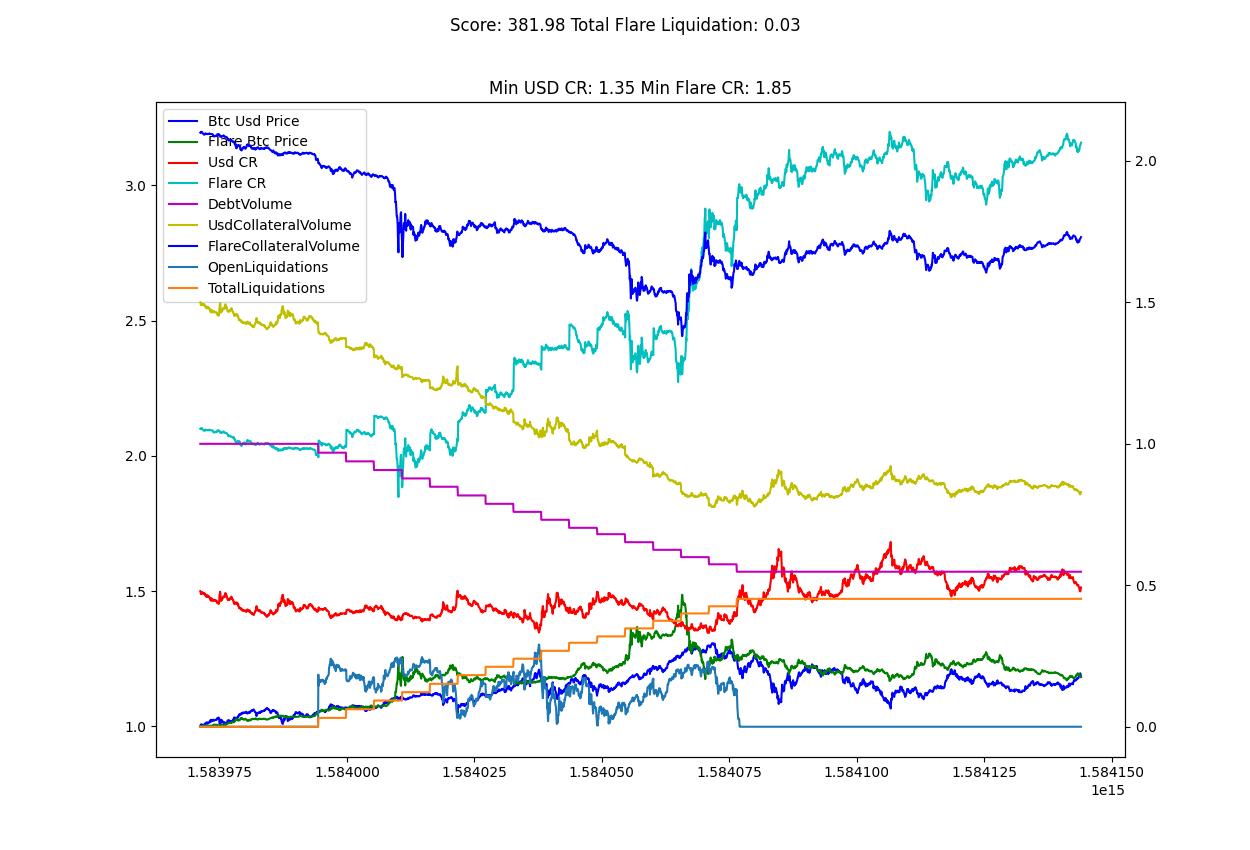 Score: 381.98 Total Flare Liquidation: 0.03
Min USD CR: 1.35 Min Flare CR: 1.85
Btc Usd Price
Flare Btc Price
Usd CR
Flare CR
DebtVolume
UsdCollateralVolume
FlareCollateralVolume
OpenLiquidations
TotalLiquidations
3.0
2.5
2.0
1.5
1.0
2.0
1.5
1.0
0.5
0.0
1.583975 1.584000 1.584025 1.584050 1.584075 1.584100 1.584125 1.584150
1e15